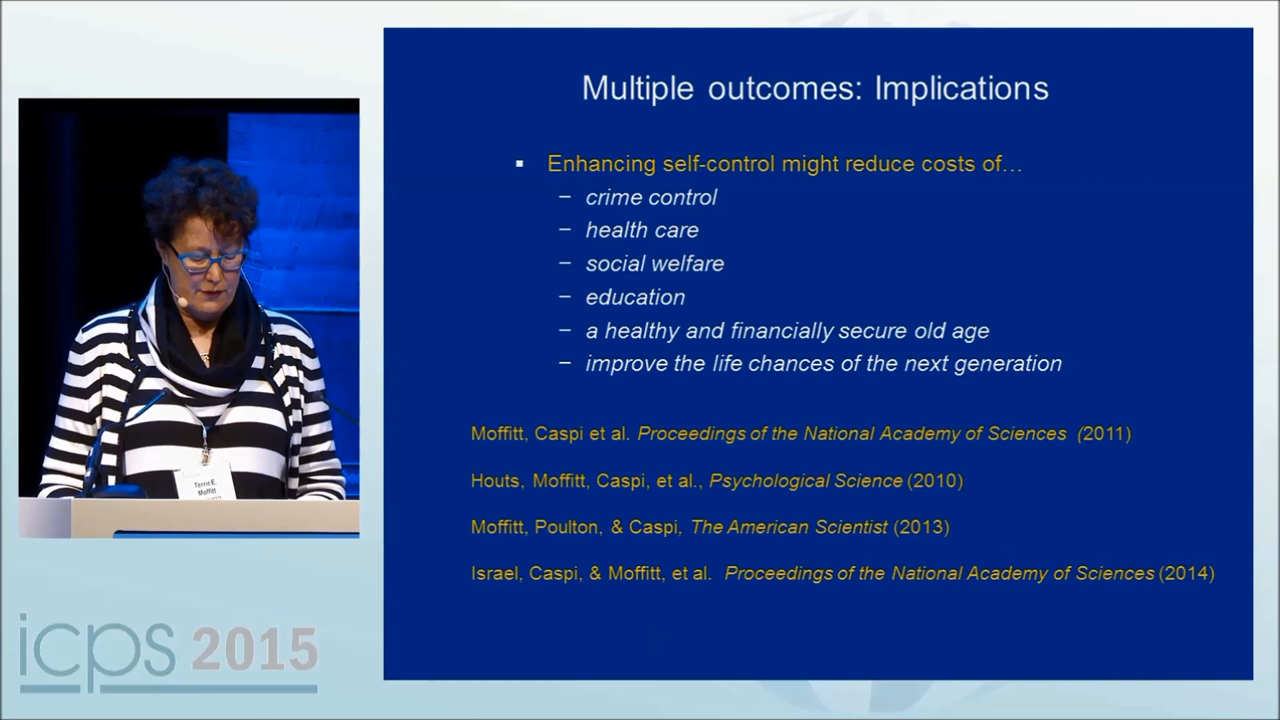 Multiple outcomes: Implications
▪ Enhancing self-control might reduce costs of…
– crime control
– health care
– social welfare
– education
– a healthy and financially secure old age
– improve the life chances of the next generation
Moffitt, Caspi et al. Proceedings of the National Academy of Sciences (2011)
Houts, Moffitt, Caspi, et al., Psychological Science (2010)
Moffitt, Poulton, & Caspi, The American Scientist (2013)
Israel, Caspi, & Moffitt, et al. Proceedings of the National Academy of Sciences (2014)
Terrie E.
Moffitt
icps 2015